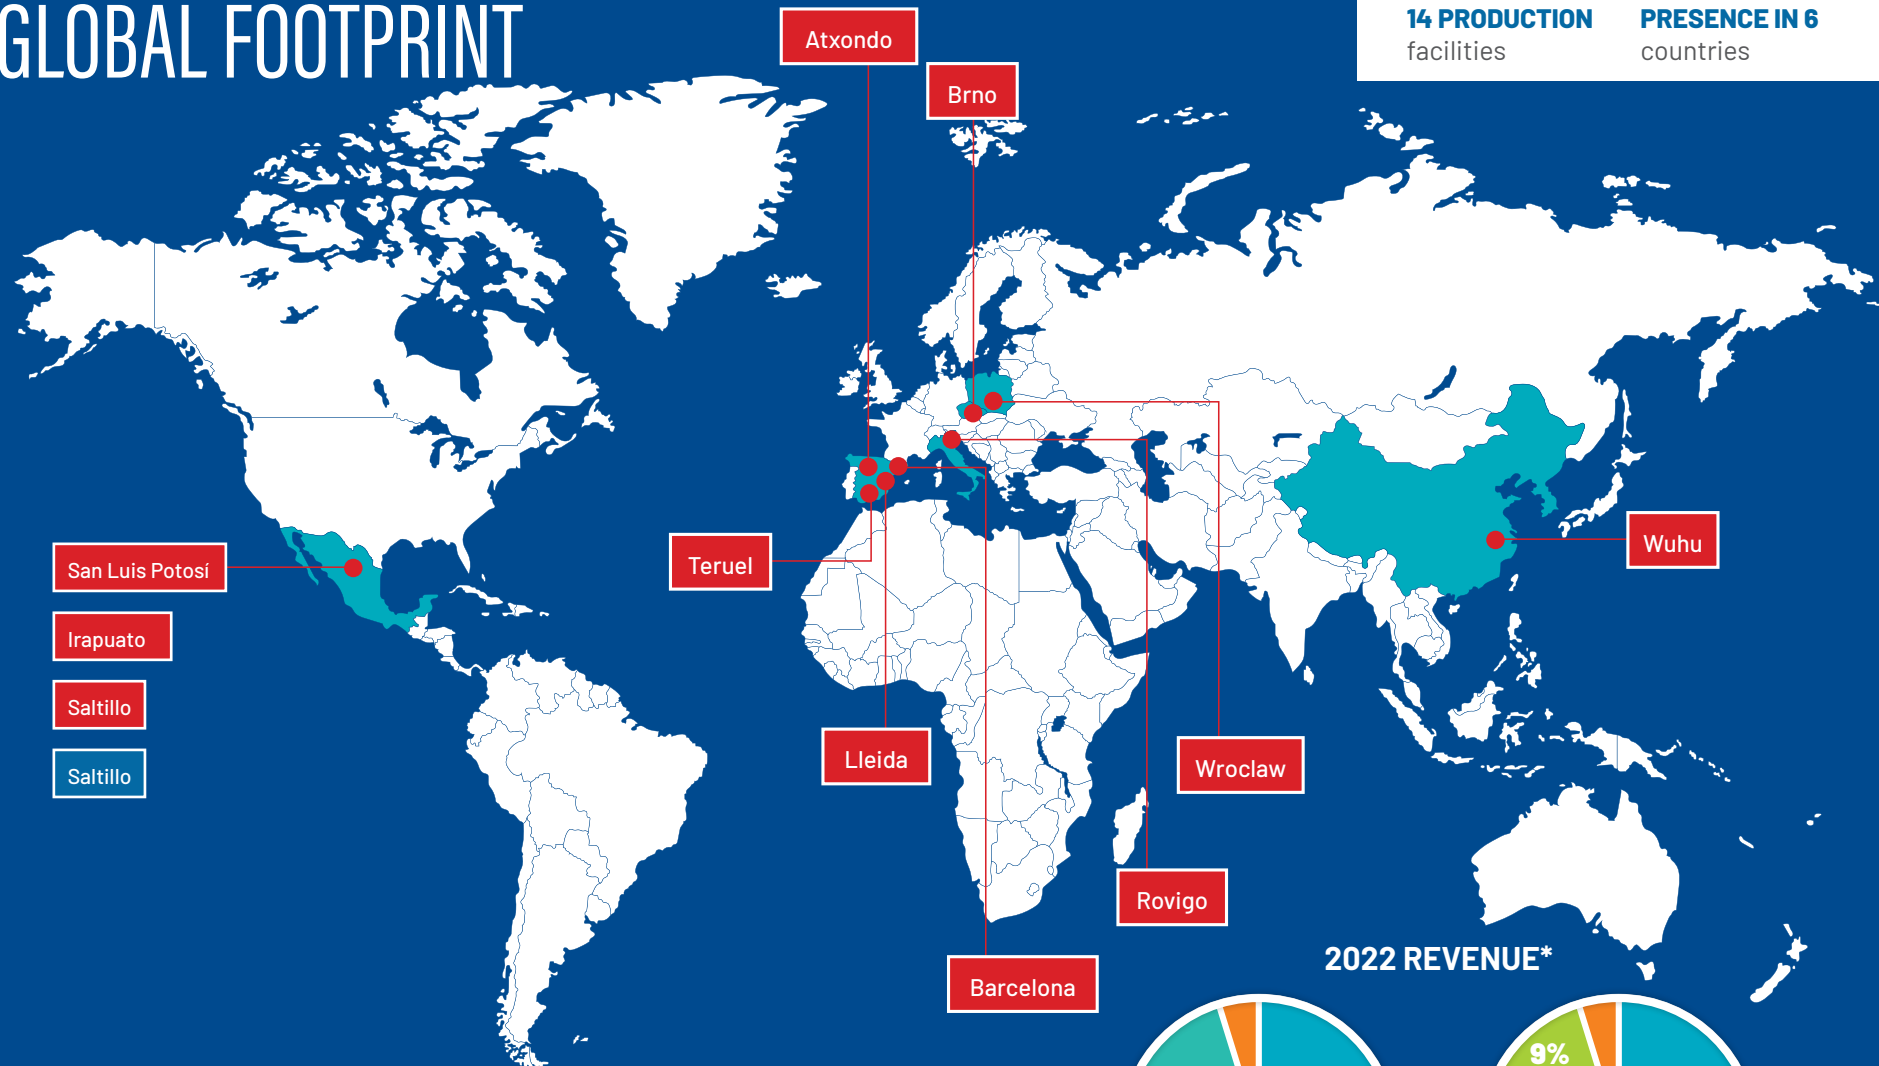 GLOBAL FOOTPRINT
14 PRODUCTION
facilities
PRESENCE IN 6
countries
Atxondo
Brno
San Luis Potosí
Irapuato
Saltillo
Saltillo
Teruel
Wuhu
Lleida
Wroclaw
Rovigo
Barcelona
2022 REVENUE*
9%